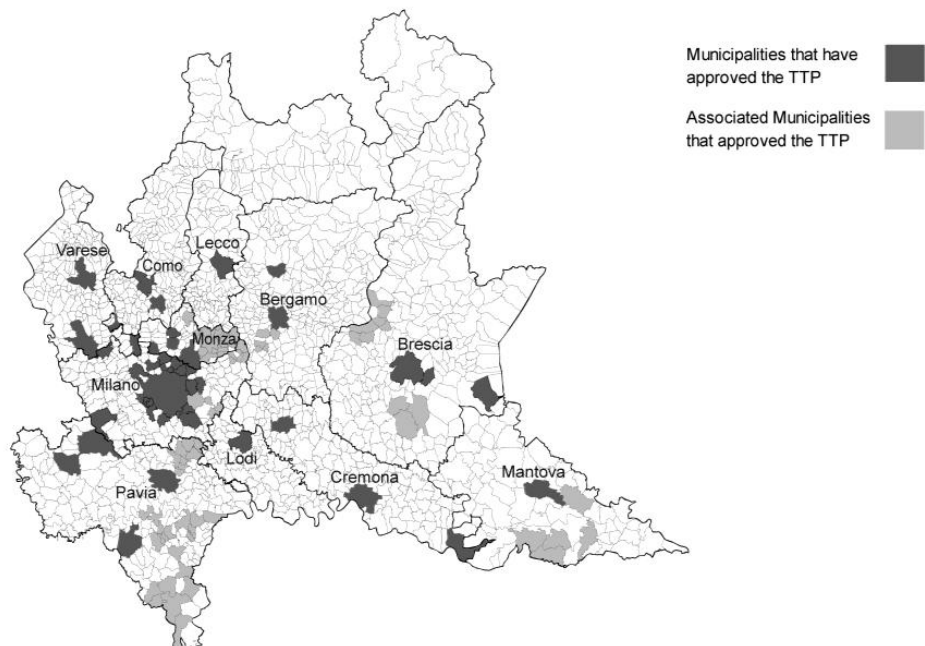 Municipalities that have
approved the TTP
Associated Municipalities
that approved the TTP
Varese
Como
Lecco
Bergamo
Monza
Brescia
Milano
Lodi
Pavia
Cremona
Mantova